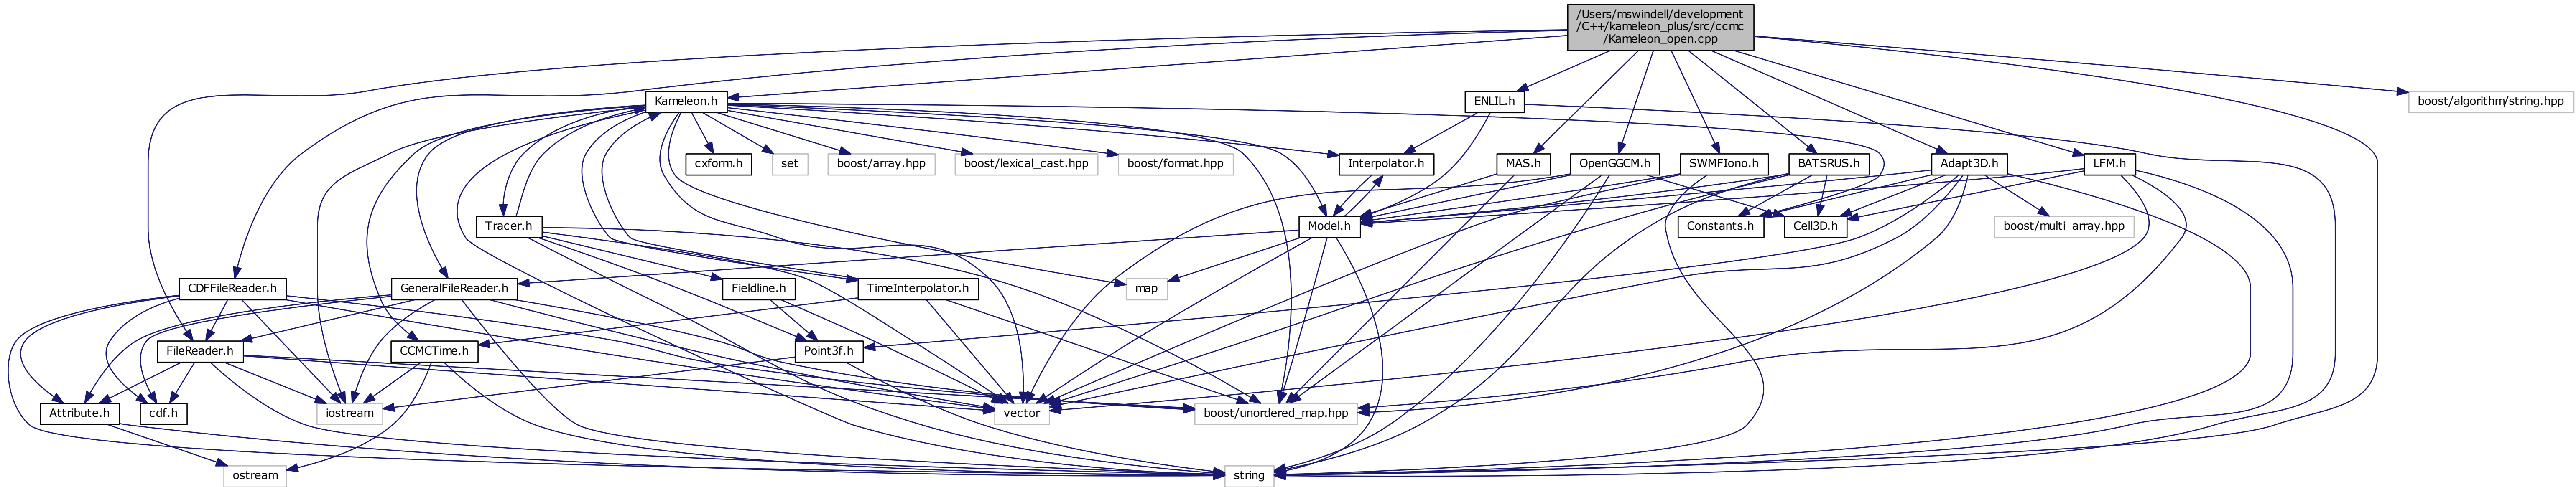 /Users/mswindell/development
/C++/kameleon_plus/src/ccmc
/Kameleon_open.cpp
Kameleon.h
ENLIL.h
boost/algorithm/string.hpp
cxform.h
set
boost/array.hpp
boost/lexical_cast.hpp
boost/format.hpp
Interpolator.h
MAS.h
OpenGGCM.h
SWMFIono.h
BATSRUS.h
Adapt3D.h
LFM.h
Tracer.h
Model.h
Constants.h
Cell3D.h
boost/multi_array.hpp
CDFFileReader.h
GeneralFileReader.h
Fieldline.h
TimeInterpolator.h
map
FileReader.h
CCMCTime.h
Point3f.h
Attribute.h
cdf.h
iostream
vector
boost/unordered_map.hpp
ostream
string